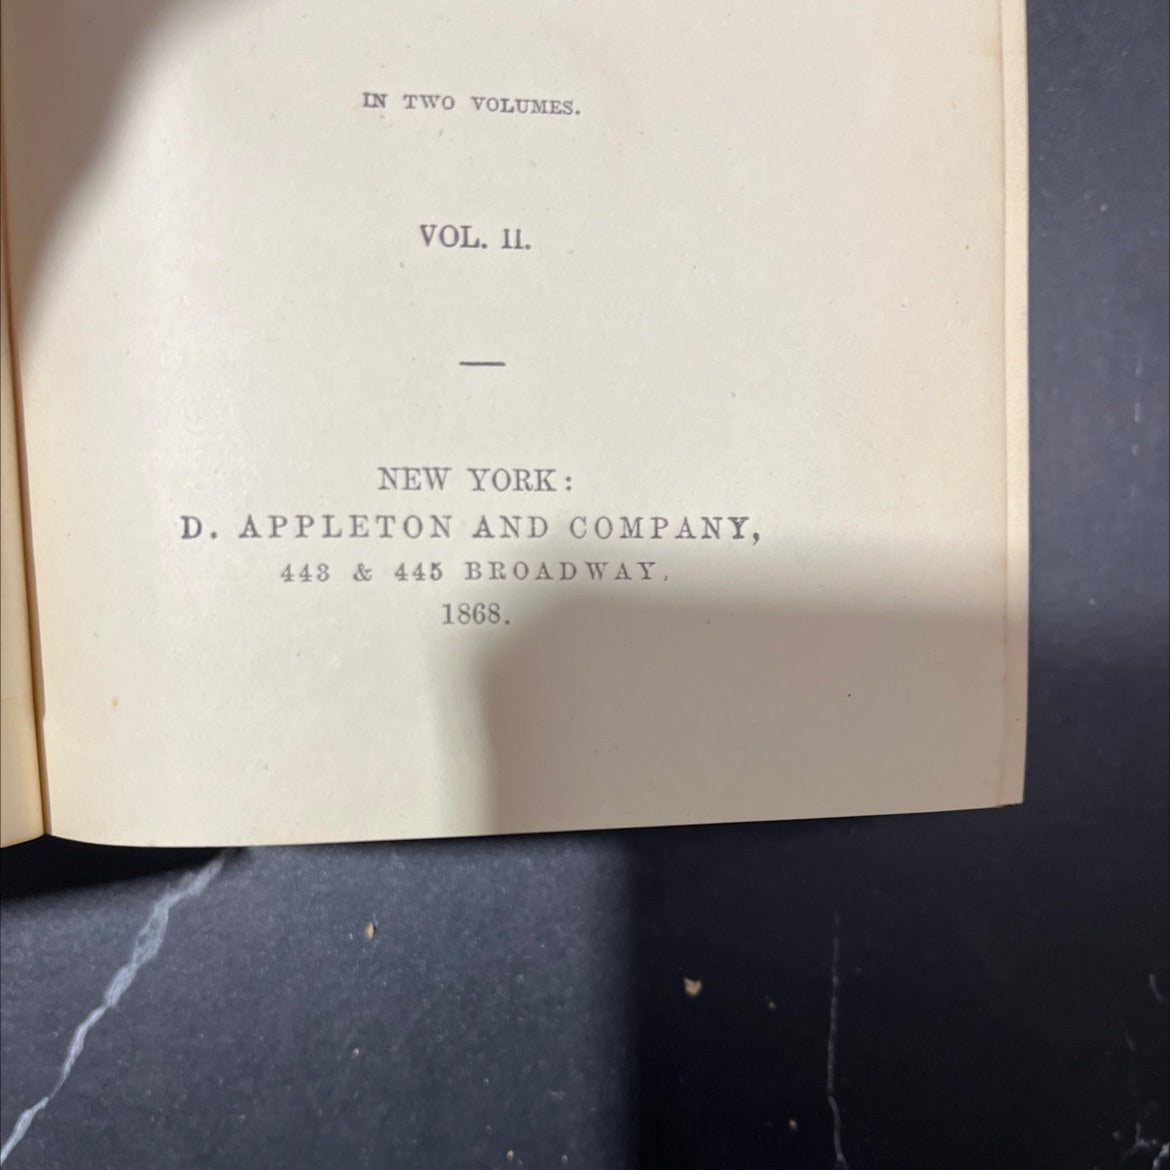 IN TWO VOLUMES.
VOL. II.
NEW YORK:
D. APPLETON AND COMPANY,
443 & 445 BROADWAY,
1868.